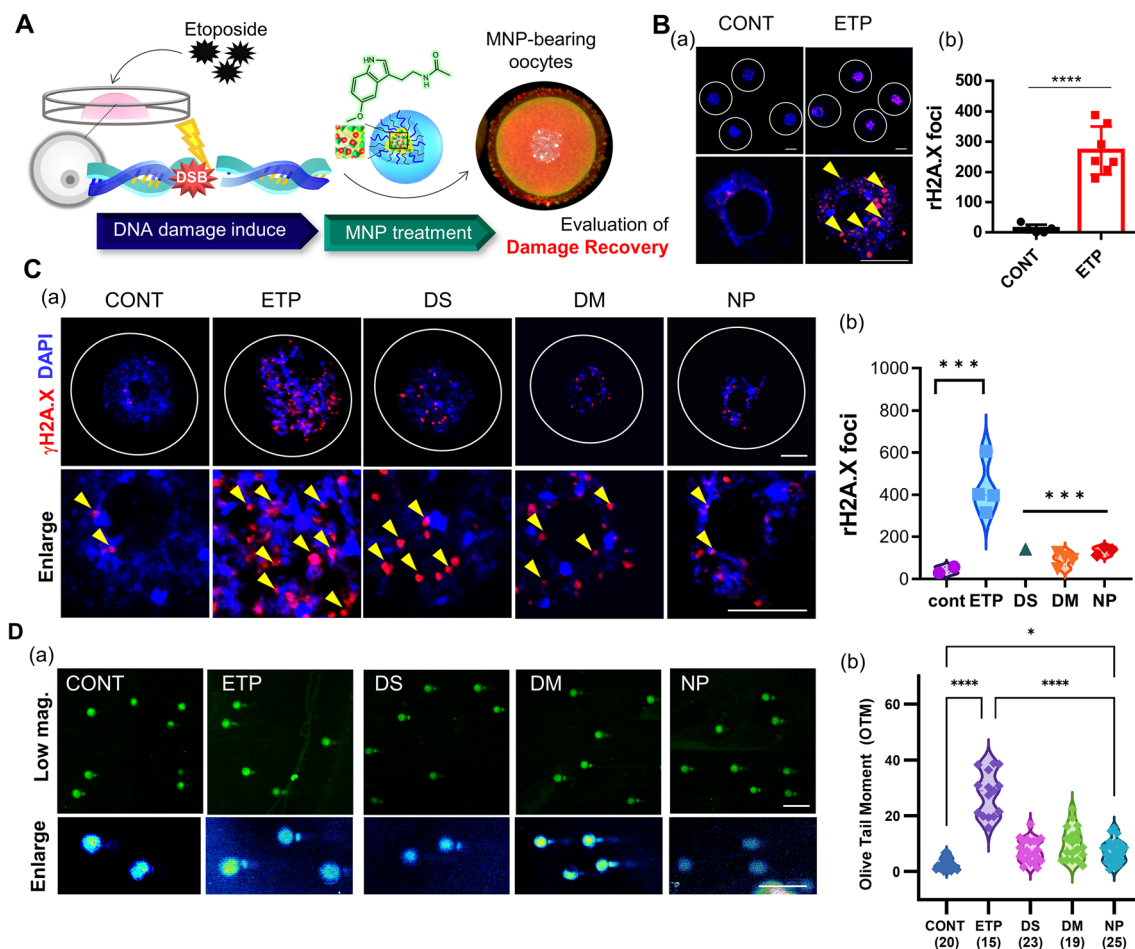 A
Etoposide
HN
O
N
H
O
DSB
MNP-bearing
oocytes
DNA damage induce
MNP treatment
Evaluation of
Damage Recovery
B
(a)
CONT
ETP
(b)
****
rH2A.X foci
500
400
300
200
100
0
CONT
ETP
C
(a)
CONT
ETP
DS
DM
NP
γH2A.X DAPI
Enlarge
(b)
***
***
rH2A.X foci
1000
800
600
400
200
0
cont ETP DS DM NP
D
(a)
CONT
ETP
DS
DM
NP
Low mag.
Enlarge
(b)
*
****
****
Olive Tail Moment (OTM)
60
40
20
0
CONT ETP DS DM NP
(20) (15) (23) (19) (25)